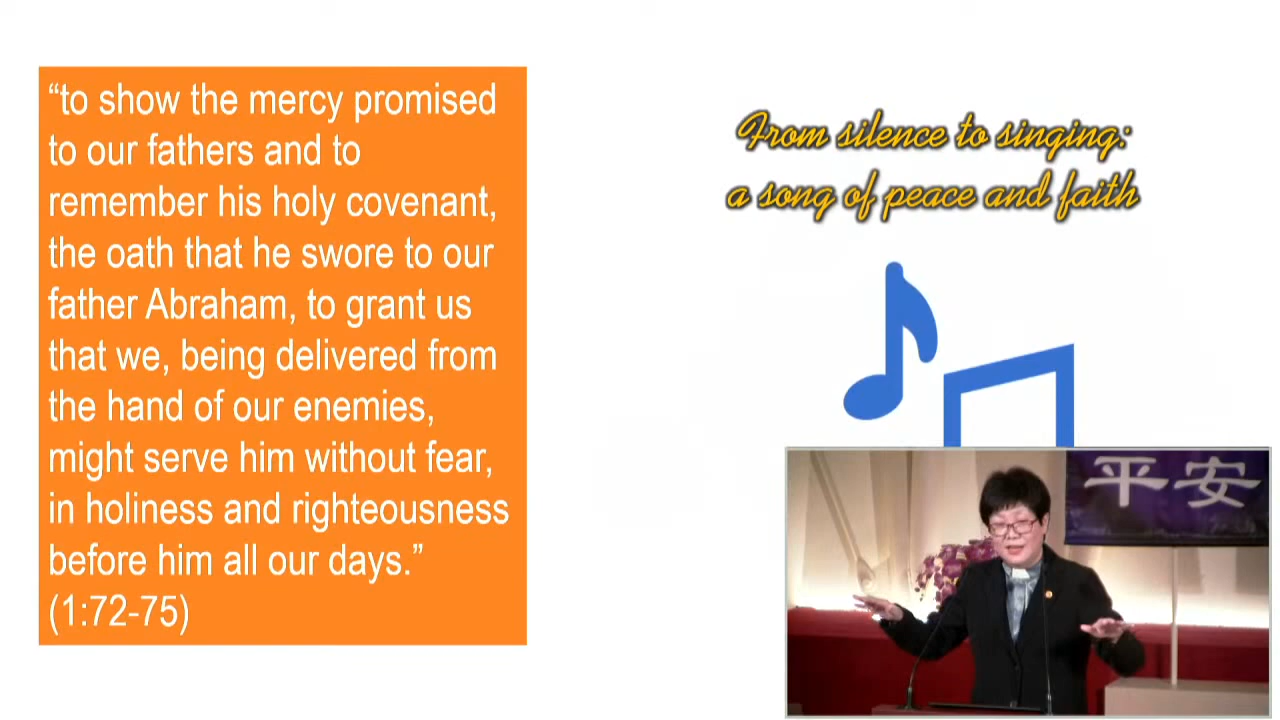 “to show the mercy promised
to our fathers and to
remember his holy covenant,
the oath that he swore to our
father Abraham, to grant us
that we, being delivered from
the hand of our enemies,
might serve him without fear,
in holiness and righteousness
before him all our days.”
(1:72-75)
From silence to singing:
a song of peace and faith
平安